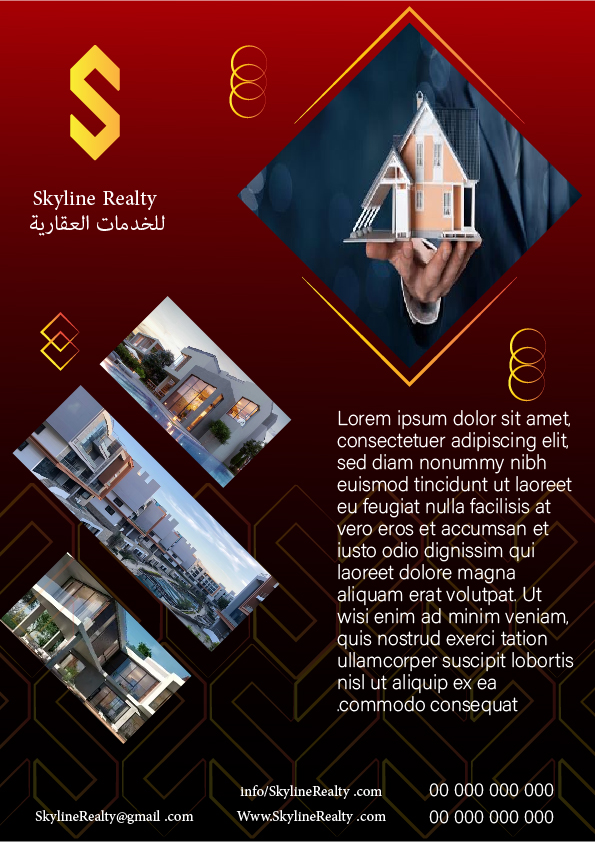 Skyline Realty
للخدمات العقارية
Lorem ipsum dolor sit amet,
consectetuer adipiscing elit,
sed diam nonummy nibh
euismod tincidunt ut laoreet
eu feugiat nulla facilisis at
vero eros et accumsan et
iusto odio dignissim qui
laoreet dolore magna
aliquam erat volutpat. Ut
wisi enim ad minim veniam,
quis nostrud exerci tation
ullamcorper suscipit lobortis
nisl ut aliquip ex ea
.commodo consequat
info/SkylineRealty .com
00 000 000 000
SkylineRealty@gmail .com
Www.SkylineRealty .com
00 000 000 000